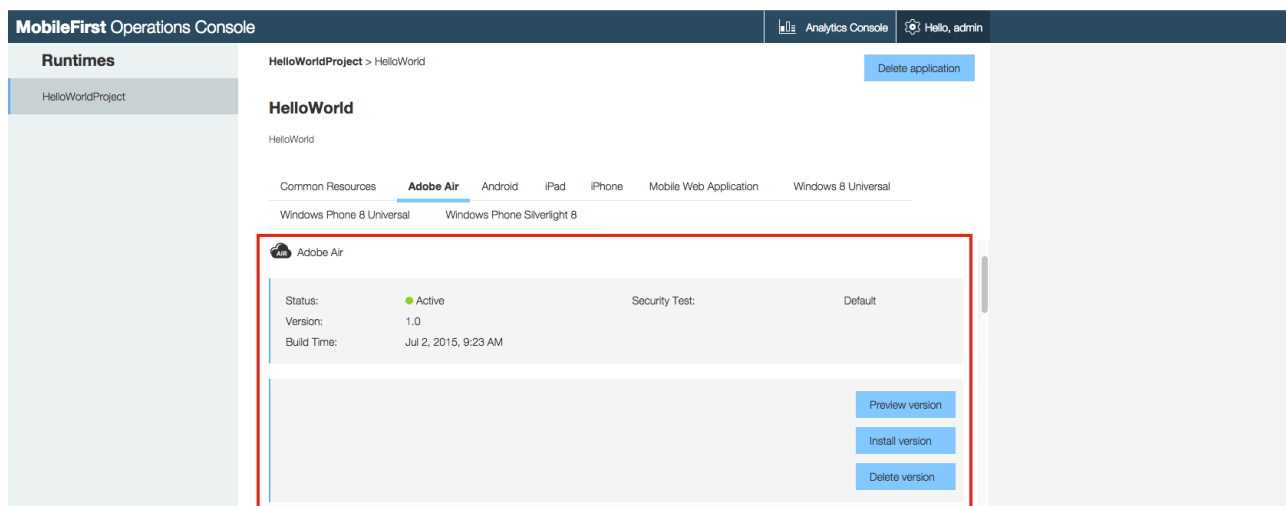 MobileFirst Operations Console
Analytics Console
Hello, admin
Runtimes
HelloWorldProject
HelloWorldProject > HelloWorld
Delete application
HelloWorld
HelloWorld
Common Resources Adobe Air Android iPad iPhone Mobile Web Application Windows 8 Universal
Windows Phone 8 Universal Windows Phone Silverlight 8
AIR Adobe Air
Status: Active Security Test: Default
Version: 1.0
Build Time: Jul 2, 2015, 9:23 AM
Preview version
Install version
Delete version